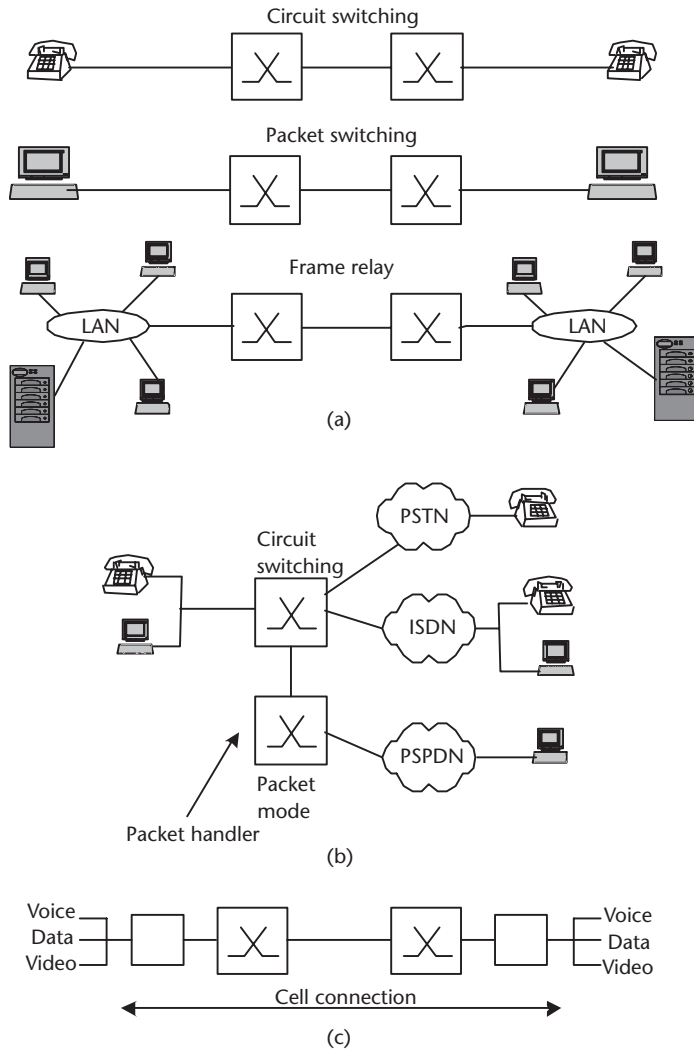 Circuit switching
Packet switching
Frame relay
LAN
LAN
(a)
PSTN
Circuit
switching
ISDN
PSPDN
Packet
mode
Packet handler
(b)
Voice
Data
Video
Voice
Data
Video
Cell connection
(c)